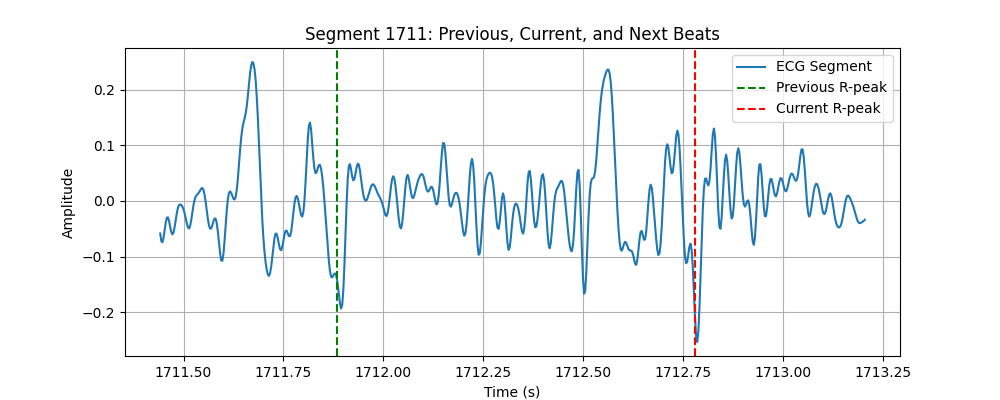 Segment 1711: Previous, Current, and Next Beats
ECG Segment
Previous R-peak
Current R-peak
Amplitude
0.2
0.1
0.0
−0.1
−0.2
1711.50 1711.75 1712.00 1712.25 1712.50 1712.75 1713.00 1713.25
Time (s)